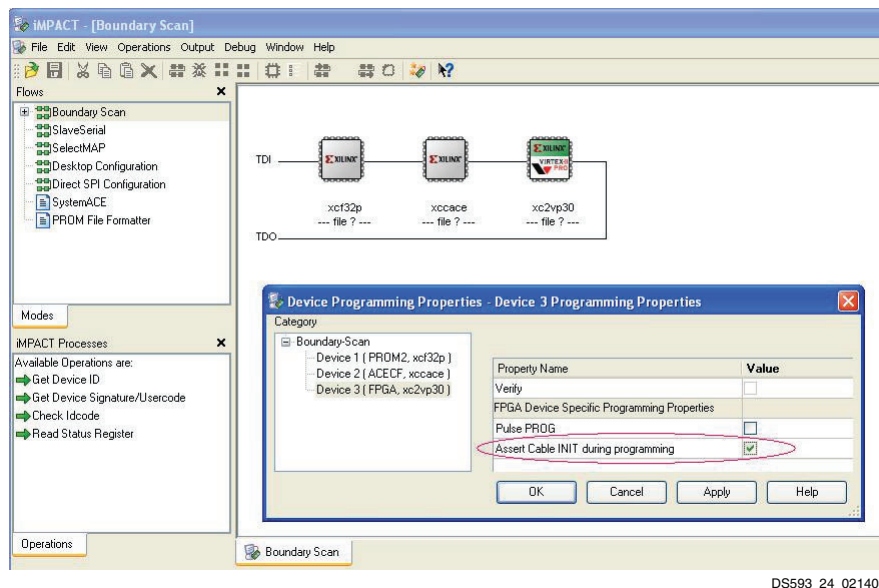 iMPACT - [Boundary Scan]
File Edit View Operations Output Debug Window Help
Flows
Boundary Scan
SlaveSerial
SelectMAP
Desktop Configuration
Direct SPI Configuration
SystemACE
PROM File Formatter
Modes
iMPACT Processes
Available Operations are:
Get Device ID
Get Device Signature/Usercode
Check Idcode
Read Status Register
Operations
TDI
XILINX
XILINX
XILINX
VIRTEX-II
PRO
xcf32p
xccace
xc2vp30
--- file ? ---
--- file ? ---
--- file ? ---
TDO
Device Programming Properties - Device 3 Programming Properties
Category
Boundary-Scan
Device 1 ( PROM2, xcf32p )
Device 2 ( ACECF, xccace )
Device 3 ( FPGA, xc2vp30 )
Property Name Value
Verify
FPGA Device Specific Programming Properties
Pulse PROG
Assert Cable INIT during programming
OK Cancel Apply Help
Boundary Scan
DS593_24_02140